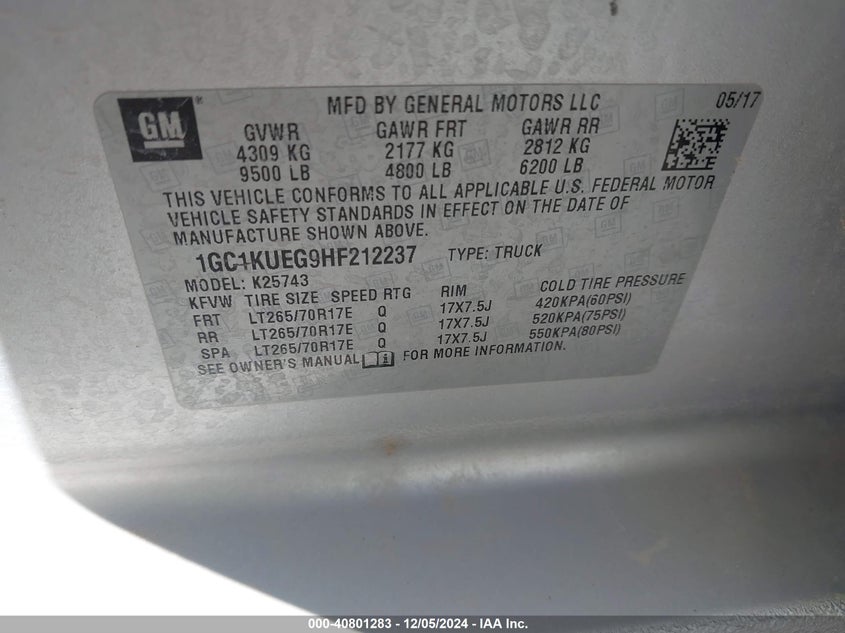 GM ®
MFD BY GENERAL MOTORS LLC 05/17
GVWR GAWR FRT GAWR RR
4309 KG 2177 KG 2812 KG
9500 LB 4800 LB 6200 LB
THIS VEHICLE CONFORMS TO ALL APPLICABLE U.S. FEDERAL MOTOR
VEHICLE SAFETY STANDARDS IN EFFECT ON THE DATE OF
MANUFACTURE SHOWN ABOVE.
1GC1KUEG9HF212237 TYPE: TRUCK
MODEL: K25743
KFVW TIRE SIZE SPEED RTG RIM COLD TIRE PRESSURE
FRT LT265/70R17E Q 17X7.5J 420KPA(60PSI)
RR LT265/70R17E Q 17X7.5J 520KPA(75PSI)
SPA LT265/70R17E Q 17X7.5J 550KPA(80PSI)
SEE OWNER'S MANUAL FOR MORE INFORMATION.
000-40801283 - 12/05/2024 - IAA Inc.